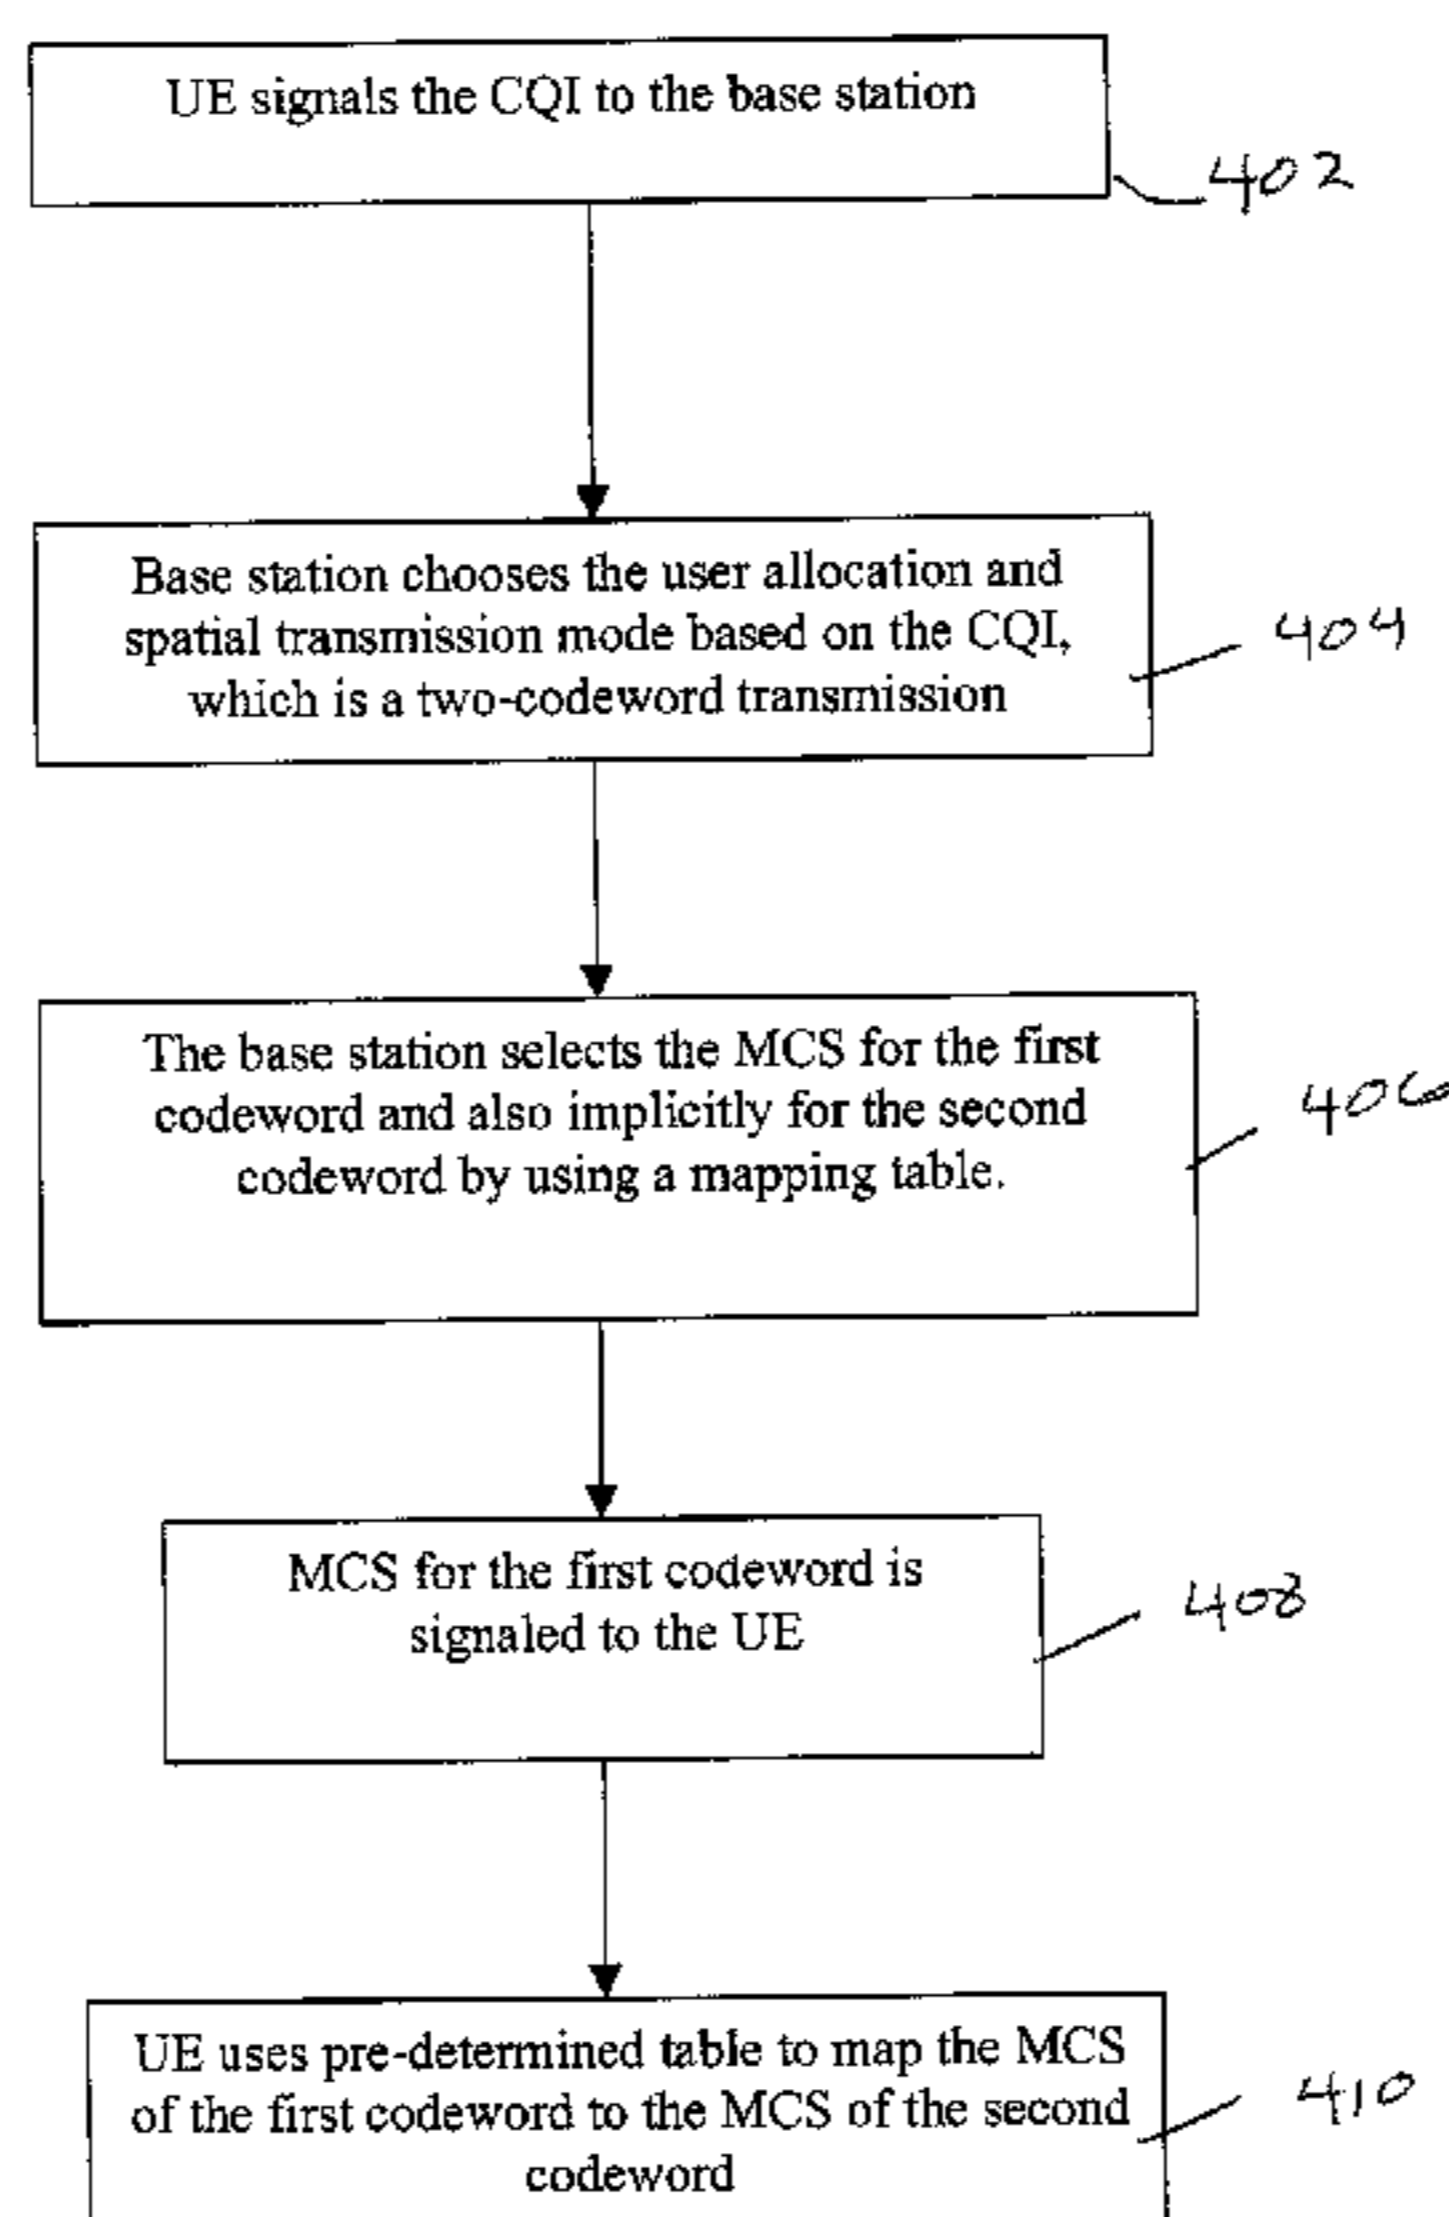 UE signals the CQI to the base station
402
Base station chooses the user allocation and
spatial transmission mode based on the CQI,
which is a two-codeword transmission
404
The base station selects the MCS for the first
codeword and also implicitly for the second
codeword by using a mapping table.
406
MCS for the first codeword is
signaled to the UE
408
UE uses pre-determined table to map the MCS
of the first codeword to the MCS of the second
codeword
410